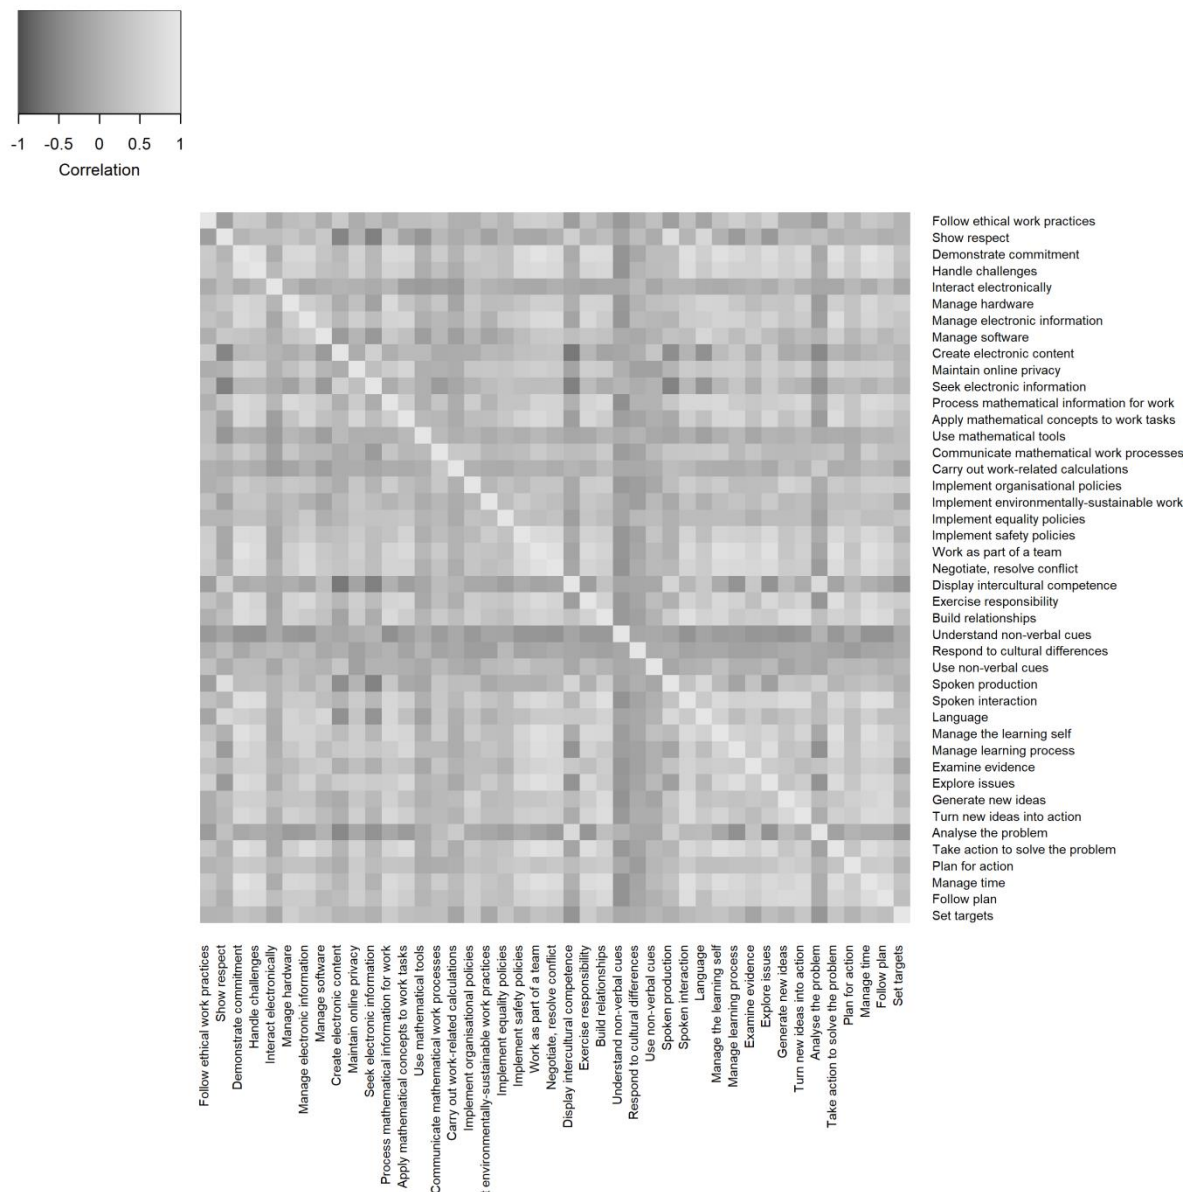 -1 -0.5 0 0.5 1
Correlation
Follow ethical work practices
Show respect
Demonstrate commitment
Handle challenges
Interact electronically
Manage hardware
Manage electronic information
Manage software
Create electronic content
Maintain online privacy
Seek electronic information
Process mathematical information for work
Apply mathematical concepts to work tasks
Use mathematical tools
Communicate mathematical work processes
Carry out work-related calculations
Implement organisational policies
Implement environmentally-sustainable work
Implement equality policies
Implement safety policies
Work as part of a team
Negotiate, resolve conflict
Display intercultural competence
Exercise responsibility
Build relationships
Understand non-verbal cues
Respond to cultural differences
Use non-verbal cues
Spoken production
Spoken interaction
Language
Manage the learning self
Manage learning process
Examine evidence
Explore issues
Generate new ideas
Turn new ideas into action
Analyse the problem
Take action to solve the problem
Plan for action
Manage time
Follow plan
Set targets
Follow ethical work practices
Show respect
Demonstrate commitment
Handle challenges
Interact electronically
Manage hardware
Manage electronic information
Manage software
Create electronic content
Maintain online privacy
Seek electronic information
Process mathematical information for work
Apply mathematical concepts to work tasks
Use mathematical tools
Communicate mathematical work processes
Carry out work-related calculations
Implement organisational policies
t environmentally-sustainable work practices
Implement equality policies
Implement safety policies
Work as part of a team
Negotiate, resolve conflict
Display intercultural competence
Exercise responsibility
Build relationships
Understand non-verbal cues
Respond to cultural differences
Use non-verbal cues
Spoken production
Spoken interaction
Language
Manage the learning self
Manage learning process
Examine evidence
Explore issues
Generate new ideas
Turn new ideas into action
Analyse the problem
Take action to solve the problem
Plan for action
Manage time
Follow plan
Set targets